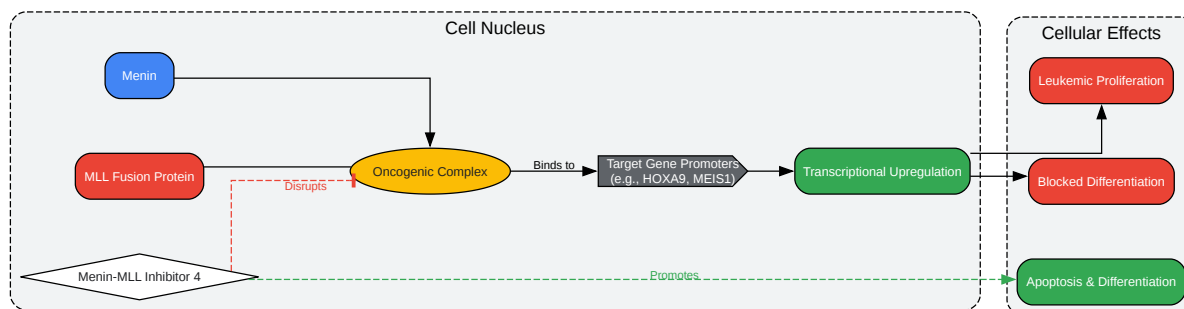 Cell Nucleus
Cellular Effects
Menin
Leukemic Proliferation
MLL Fusion Protein
Disrupts
Oncogenic Complex
Binds to
Target Gene Promoters
(e.g., HOXA9, MEIS1)
Transcriptional Upregulation
Blocked Differentiation
Menin-MLL Inhibitor 4
Promotes
Apoptosis & Differentiation